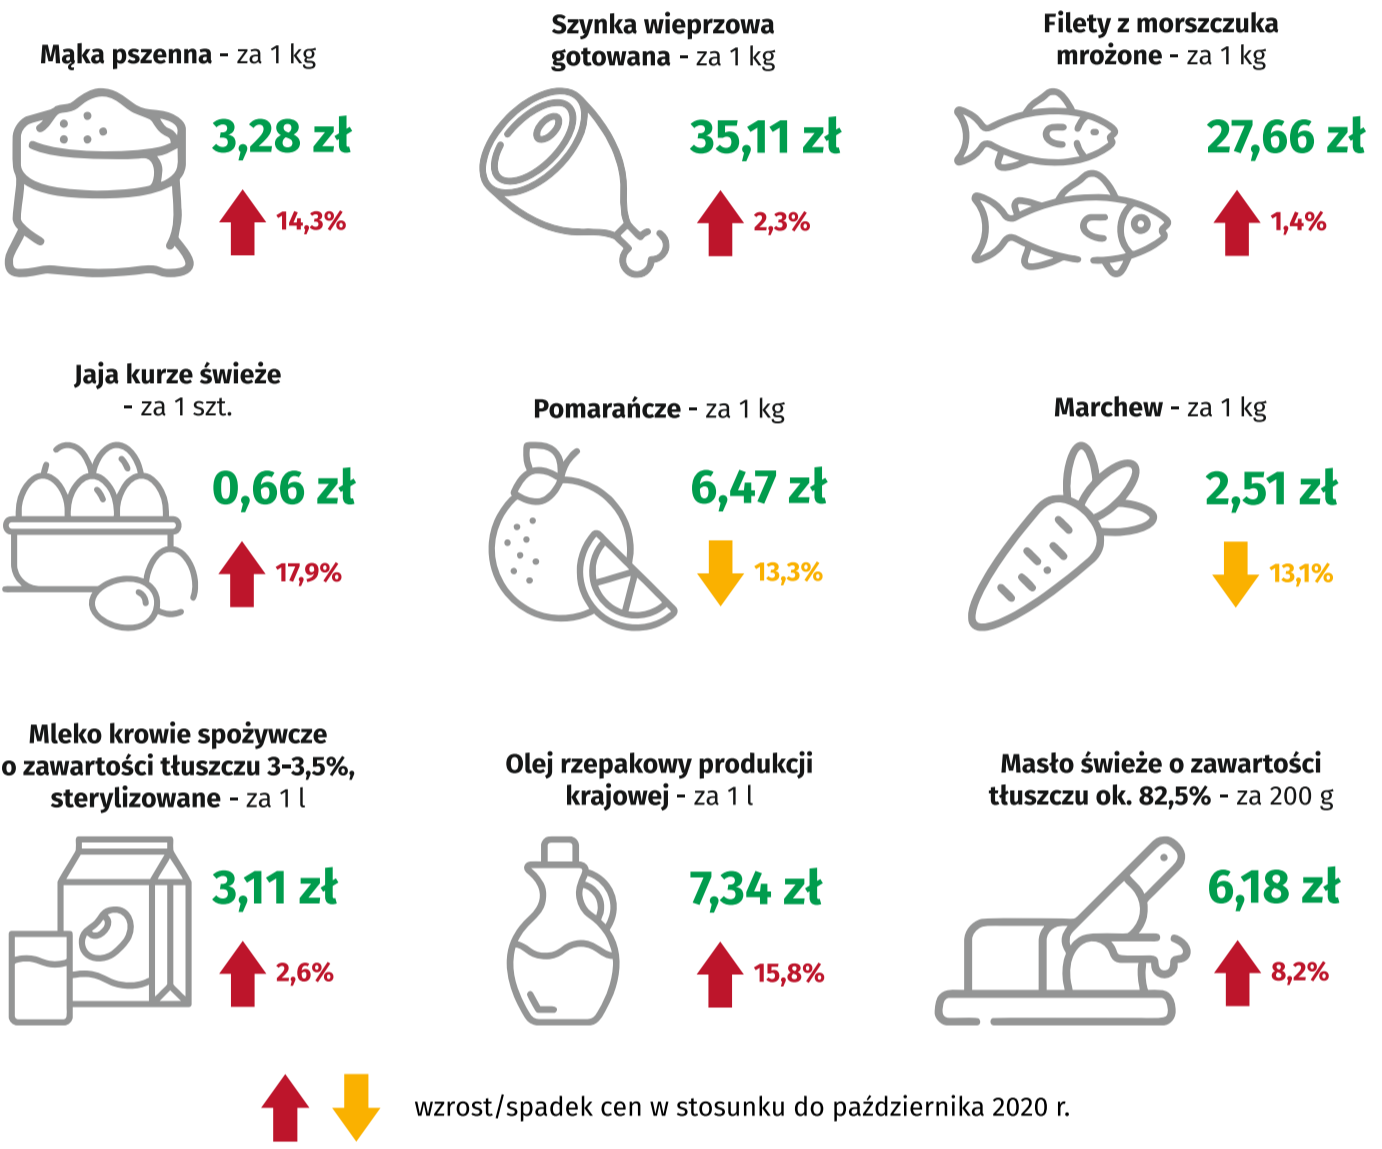 Mąka pszenna - za 1 kg
3,28 zł
14,3%
Szynka wieprzowa
gotowana - za 1 kg
35,11 zł
2,3%
Filety z morszczuka
mrożone - za 1 kg
27,66 zł
1,4%
Jaja kurze świeże
- za 1 szt.
0,66 zł
17,9%
Pomarańcze - za 1 kg
6,47 zł
13,3%
Marchew - za 1 kg
2,51 zł
13,1%
Mleko krowie spożywcze
o zawartości tłuszczu 3-3,5%,
sterylizowane - za 1 l
3,11 zł
2,6%
Olej rzepakowy produkcji
krajowej - za 1 l
7,34 zł
15,8%
Masło świeże o zawartości
tłuszczu ok. 82,5% - za 200 g
6,18 zł
8,2%
wzrost/spadek cen w stosunku do października 2020 r.